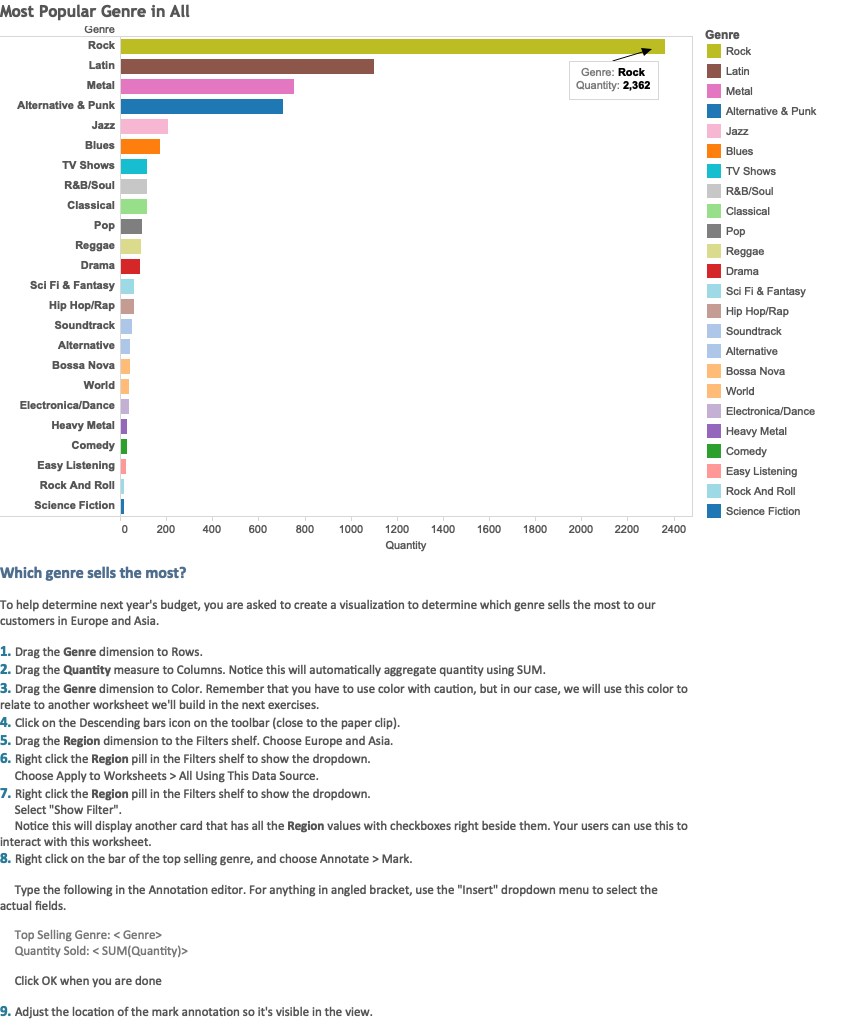 Most Popular Genre in All
Genre
Rock
Latin
Metal
Alternative & Punk
Jazz
Blues
TV Shows
R&B/Soul
Classical
Pop
Reggae
Drama
Sci Fi & Fantasy
Hip Hop/Rap
Soundtrack
Alternative
Bossa Nova
World
Electronica/Dance
Heavy Metal
Comedy
Easy Listening
Rock And Roll
Science Fiction
Genre: Rock
Quantity: 2,362
0 200 400 600 800 1000 1200 1400 1600 1800 2000 2200 2400
Quantity
Genre
Rock
Latin
Metal
Alternative & Punk
Jazz
Blues
TV Shows
R&B/Soul
Classical
Pop
Reggae
Drama
Sci Fi & Fantasy
Hip Hop/Rap
Soundtrack
Alternative
Bossa Nova
World
Electronica/Dance
Heavy Metal
Comedy
Easy Listening
Rock And Roll
Science Fiction
Which genre sells the most?
To help determine next year's budget, you are asked to create a visualization to determine which genre sells the most to our
customers in Europe and Asia.
1. Drag the Genre dimension to Rows.
2. Drag the Quantity measure to Columns. Notice this will automatically aggregate quantity using SUM.
3. Drag the Genre dimension to Color. Remember that you have to use color with caution, but in our case, we will use this color to
relate to another worksheet we'll build in the next exercises.
4. Click on the Descending bars icon on the toolbar (close to the paper clip).
5. Drag the Region dimension to the Filters shelf. Choose Europe and Asia.
6. Right click the Region pill in the Filters shelf to show the dropdown.
Choose Apply to Worksheets > All Using This Data Source.
7. Right click the Region pill in the Filters shelf to show the dropdown.
Select "Show Filter".
Notice this will display another card that has all the Region values with checkboxes right beside them. Your users can use this to
interact with this worksheet.
8. Right click on the bar of the top selling genre, and choose Annotate > Mark.
Type the following in the Annotation editor. For anything in angled bracket, use the "Insert" dropdown menu to select the
actual fields.
Top Selling Genre: < Genre>
Quantity Sold: < SUM(Quantity)>
Click OK when you are done
9. Adjust the location of the mark annotation so it's visible in the view.